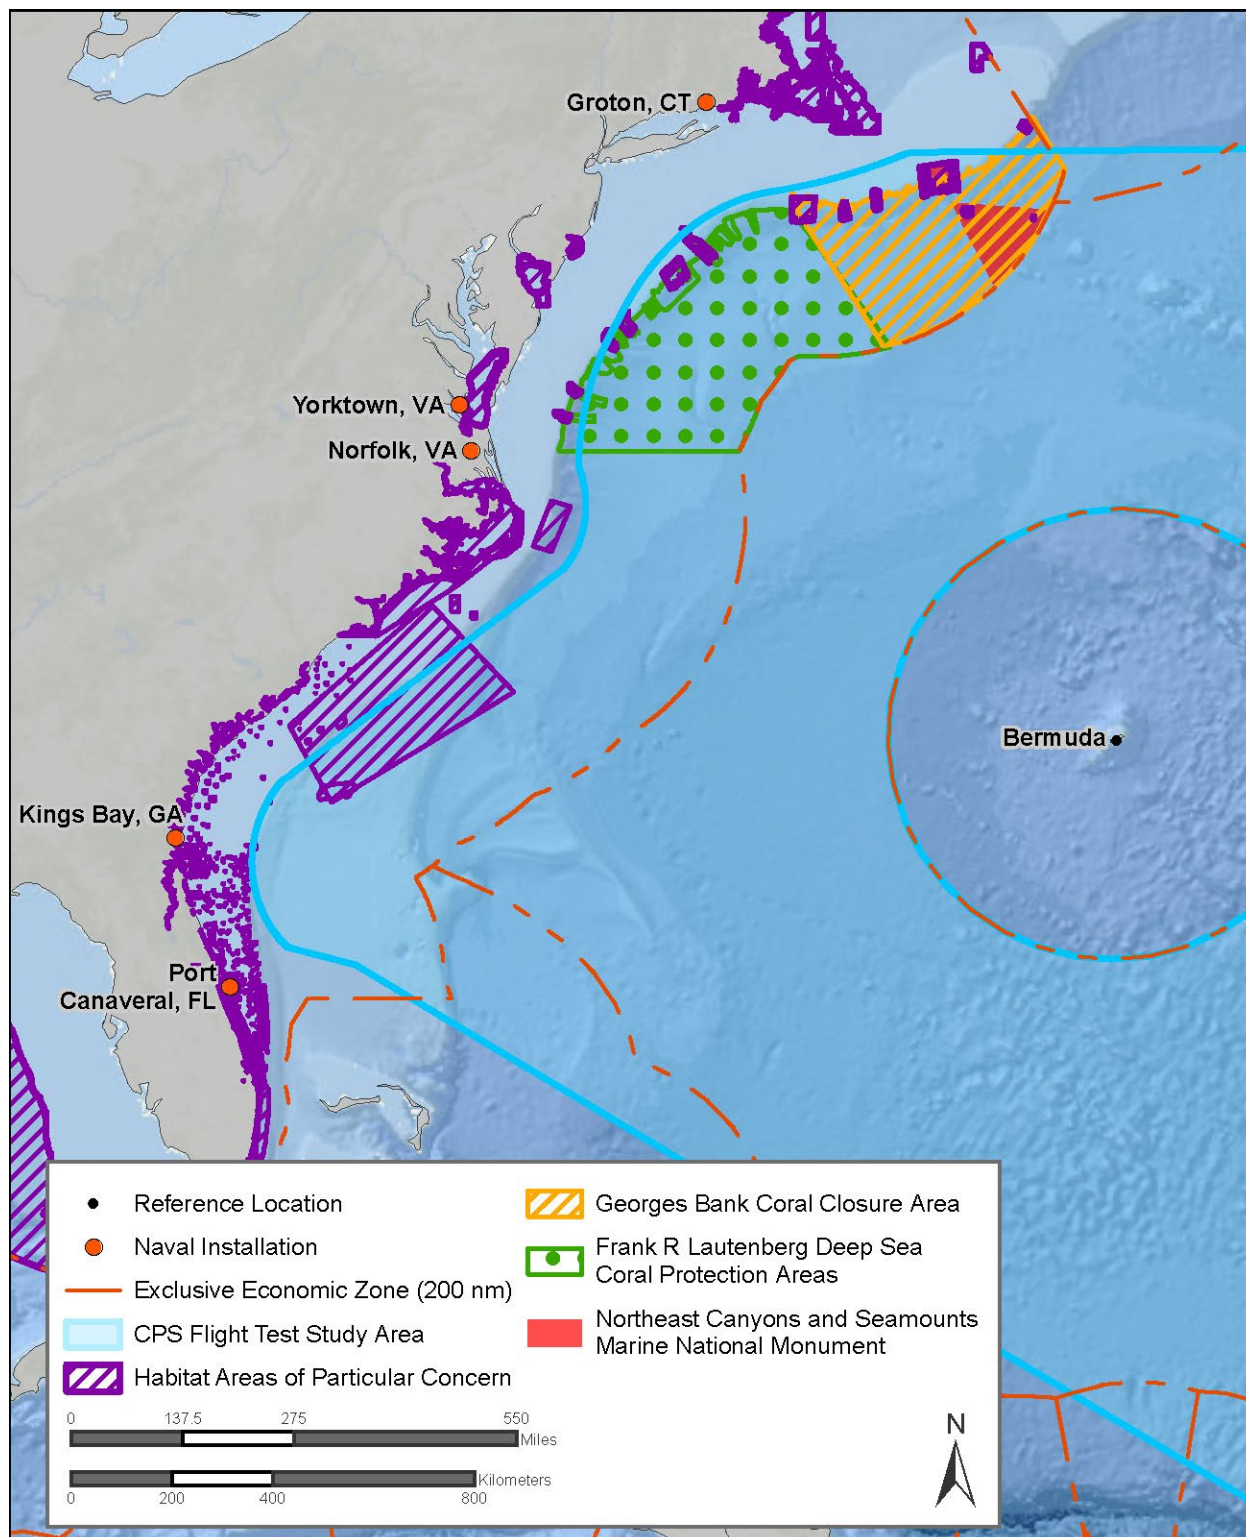 Groton, CT
Yorktown, VA
Norfolk, VA
Bermuda
Kings Bay, GA
Port
Canaveral, FL
Reference Location
Naval Installation
Exclusive Economic Zone (200 nm)
CPS Flight Test Study Area
Habitat Areas of Particular Concern
Georges Bank Coral Closure Area
Frank R Lautenberg Deep Sea
Coral Protection Areas
Northeast Canyons and Seamounts
Marine National Monument
0 137.5 275 550
Miles
Kilometers
0 200 400 800
N